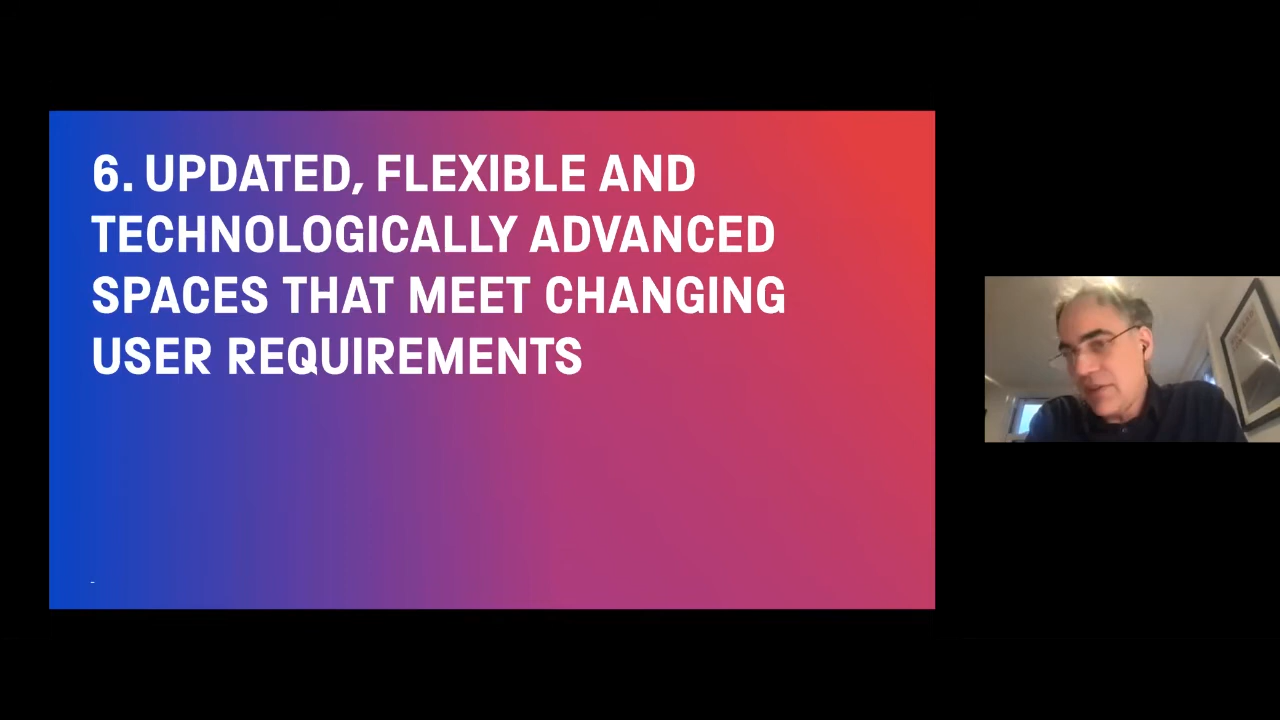 6. UPDATED, FLEXIBLE AND
TECHNOLOGICALLY ADVANCED
SPACES THAT MEET CHANGING
USER REQUIREMENTS